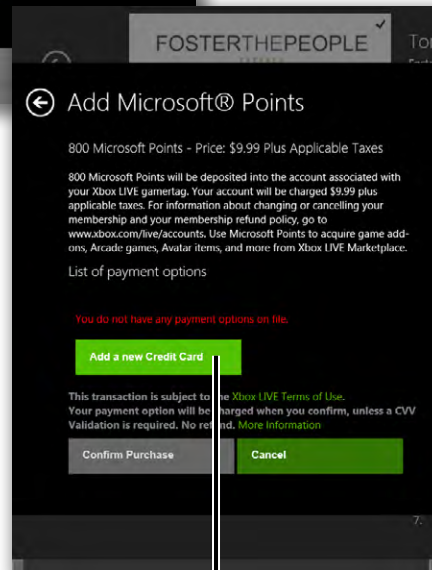 FOSTERTHEPEOPLE
TORCHES
Tor
Add Microsoft® Points
800 Microsoft Points - Price: $9.99 Plus Applicable Taxes
800 Microsoft Points will be deposited into the account associated with
your Xbox LIVE gamertag. Your account will be charged $9.99 plus
applicable taxes. For information about changing or cancelling your
membership and your membership refund policy, go to
www.xbox.com/live/accounts. Use Microsoft Points to acquire game add-
ons, Arcade games, Avatar items, and more from Xbox LIVE Marketplace.
List of payment options
You do not have any payment options on file.
Add a new Credit Card
This transaction is subject to the Xbox LIVE Terms of Use.
Your payment option will be charged when you confirm, unless a CVV
Validation is required. No refund. More Information
Confirm Purchase
Cancel
7.